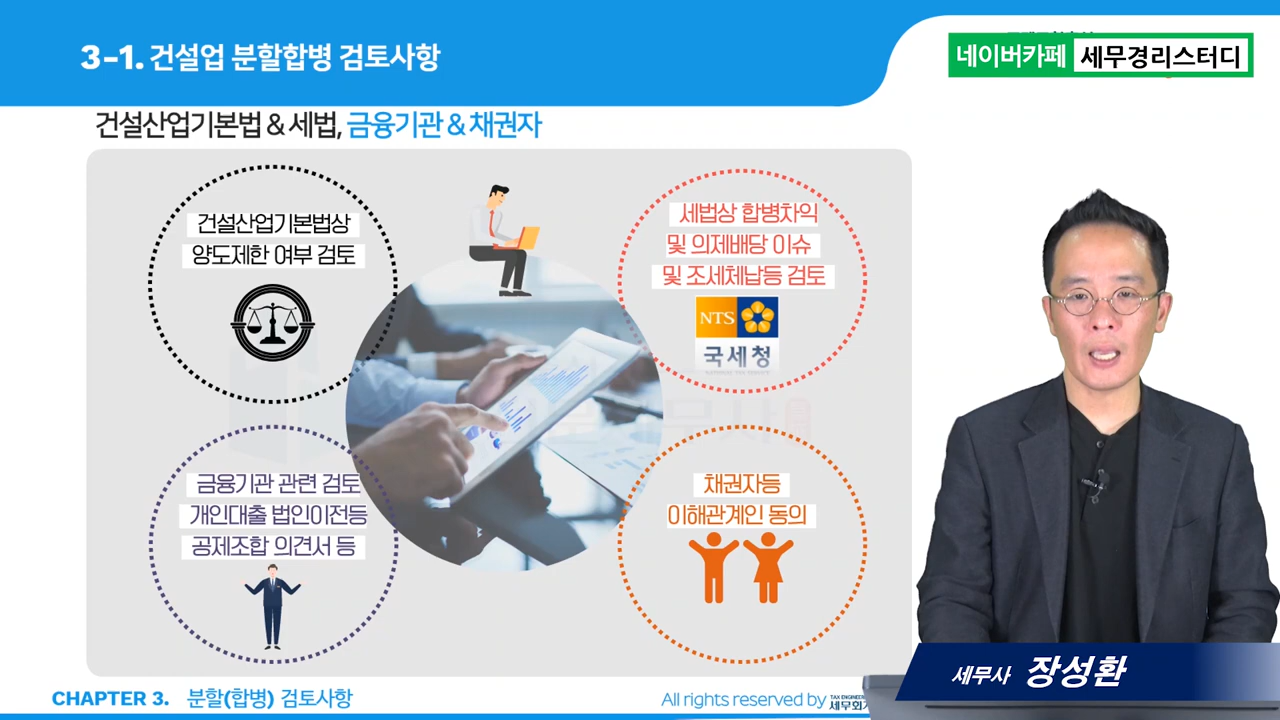 3-1. 건설업 분할합병 검토사항
네이버카페 세무경리스터디
건설산업기본법 & 세법, 금융기관 & 채권자
건설산업기본법상
양도제한 여부 검토
세법상 합병차익
및 의제배당 이슈
및 조세체납등 검토
NTS
국세청
금융기관 관련 검토
개인대출 법인이전등
공제조합 의견서 등
채권자등
이해관계인 동의
세무사 장성환
CHAPTER 3. 분할(합병) 검토사항
All rights reserved by